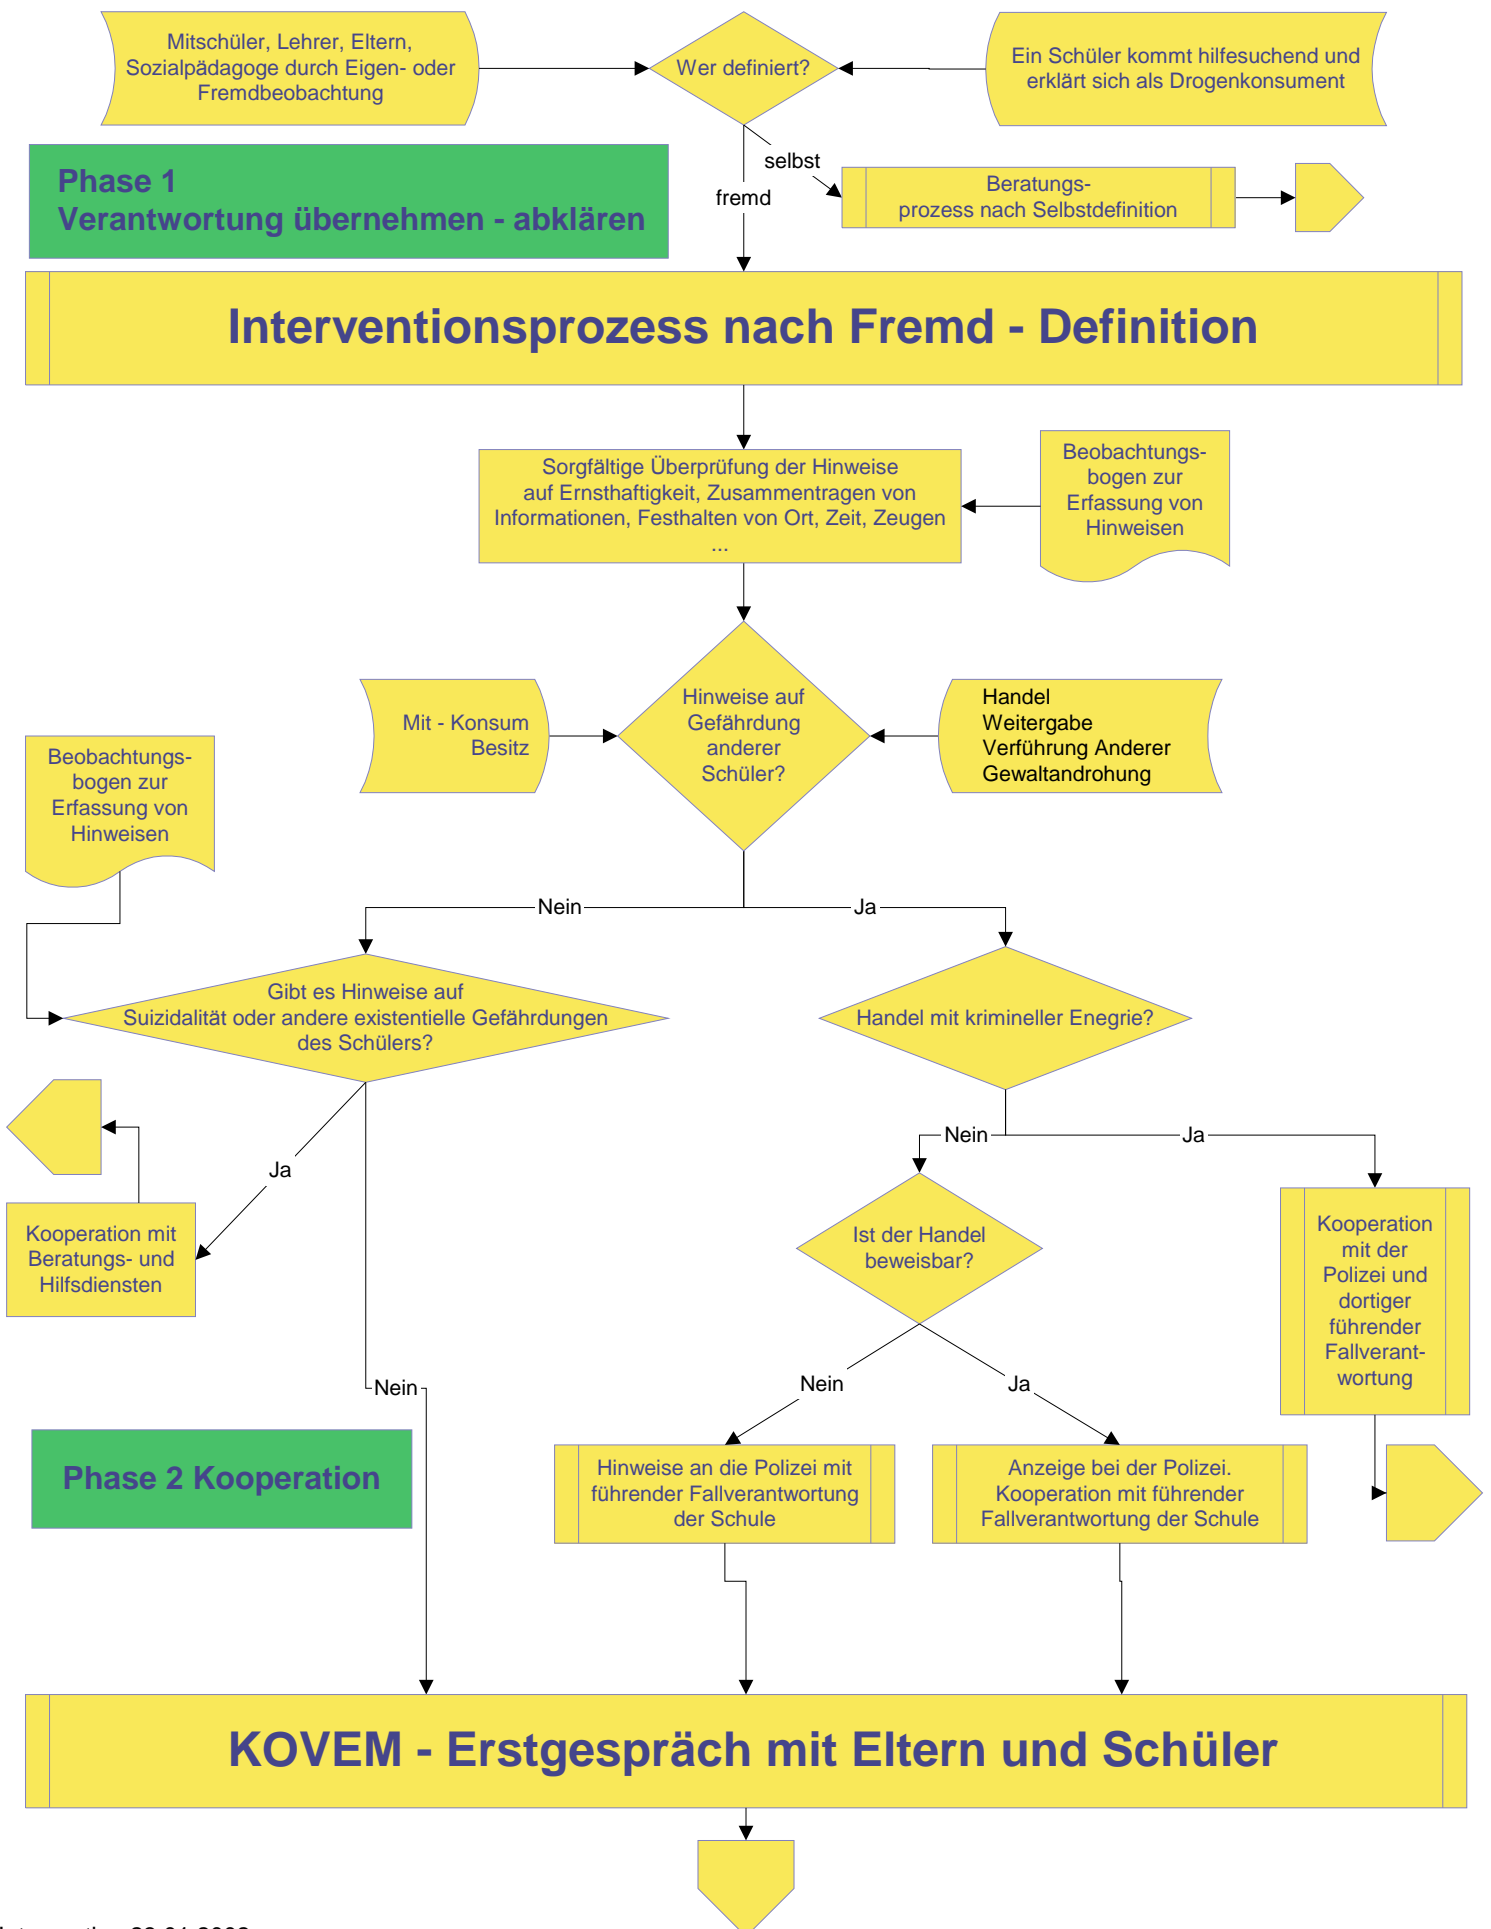 Mitschüler, Lehrer, Eltern,
Sozialpädagoge durch Eigen- oder
Fremdbeobachtung
Wer definiert?
Ein Schüler kommt hilfesuchend und
erklärt sich als Drogenkonsument
Phase 1
Verantwortung übernehmen - abklären
selbst
fremd
Beratungs-
prozess nach Selbstdefinition
Interventionsprozess nach Fremd - Definition
Sorgfältige Überprüfung der Hinweise
auf Ernsthaftigkeit, Zusammentragen von
Informationen, Festhalten von Ort, Zeit, Zeugen
...
Beobachtungs-
bogen zur
Erfassung von
Hinweisen
Mit - Konsum
Besitz
Hinweise auf
Gefährdung
anderer
Schüler?
Handel
Weitergabe
Verführung Anderer
Gewaltandrohung
Beobachtungs-
bogen zur
Erfassung von
Hinweisen
Nein
Ja
Gibt es Hinweise auf
Suizidalität oder andere existentielle Gefährdungen
des Schülers?
Handel mit krimineller Enegrie?
Nein
Ja
Ja
Kooperation mit
Beratungs- und
Hilfsdiensten
Ist der Handel
beweisbar?
Kooperation
mit der
Polizei und
dortiger
führender
Fallverant-
wortung
Nein
Nein
Ja
Phase 2 Kooperation
Hinweise an die Polizei mit
führender Fallverantwortung
der Schule
Anzeige bei der Polizei.
Kooperation mit führender
Fallverantwortung der Schule
KOVEM - Erstgespräch mit Eltern und Schüler